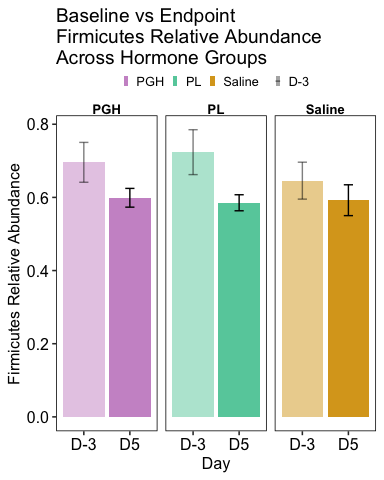 Baseline vs Endpoint
Firmicutes Relative Abundance
Across Hormone Groups
PGH PL Saline D-3
PGH PL Saline
0.8
0.6
0.4
0.2
0.0
Firmicutes Relative Abundance
D-3 D5 D-3 D5 D-3 D5
Day